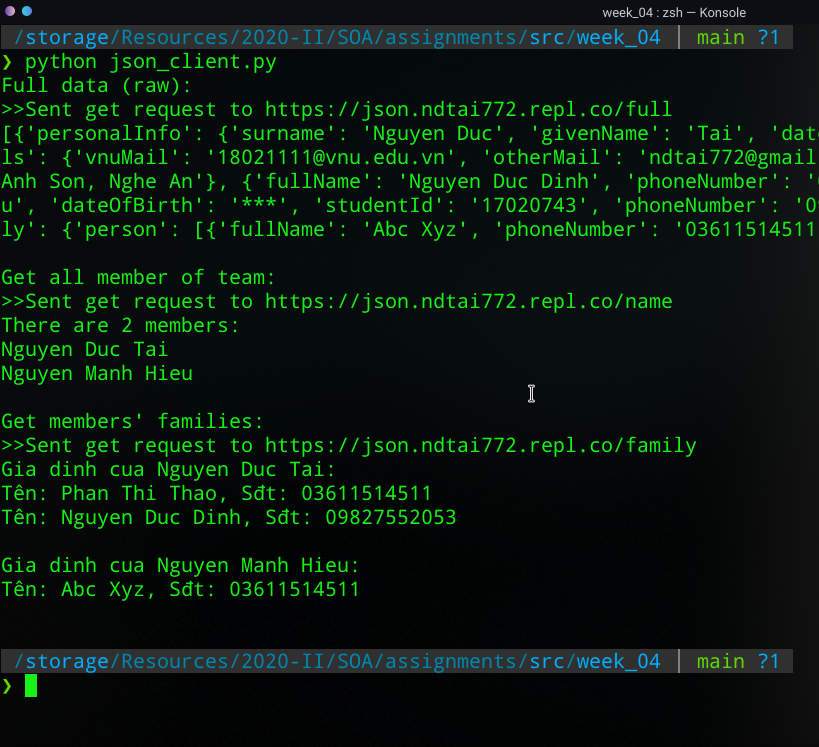 week_04 : zsh — Konsole
/storage/Resources/2020-II/SOA/assignments/src/week_04 | main ?1
❯ python json_client.py
Full data (raw):
>>Sent get request to https://json.ndtai772.repl.co/full
[{'personalInfo': {'surname': 'Nguyen Duc', 'givenName': 'Tai', 'dat
ls': {'vnuMail': '18021111@vnu.edu.vn', 'otherMail': 'ndtai772@gmail
Anh Son, Nghe An'}, {'fullName': 'Nguyen Duc Dinh', 'phoneNumber': '
u', 'dateOfBirth': '***', 'studentId': '17020743', 'phoneNumber': '0
ly': {'person': [{'fullName': 'Abc Xyz', 'phoneNumber': '03611514511
Get all member of team:
>>Sent get request to https://json.ndtai772.repl.co/name
There are 2 members:
Nguyen Duc Tai
Nguyen Manh Hieu
Get members' families:
>>Sent get request to https://json.ndtai772.repl.co/family
Gia dinh cua Nguyen Duc Tai:
Tên: Phan Thi Thao, Sđt: 03611514511
Tên: Nguyen Duc Dinh, Sđt: 09827552053
Gia dinh cua Nguyen Manh Hieu:
Tên: Abc Xyz, Sđt: 03611514511
/storage/Resources/2020-II/SOA/assignments/src/week_04 | main ?1
❯